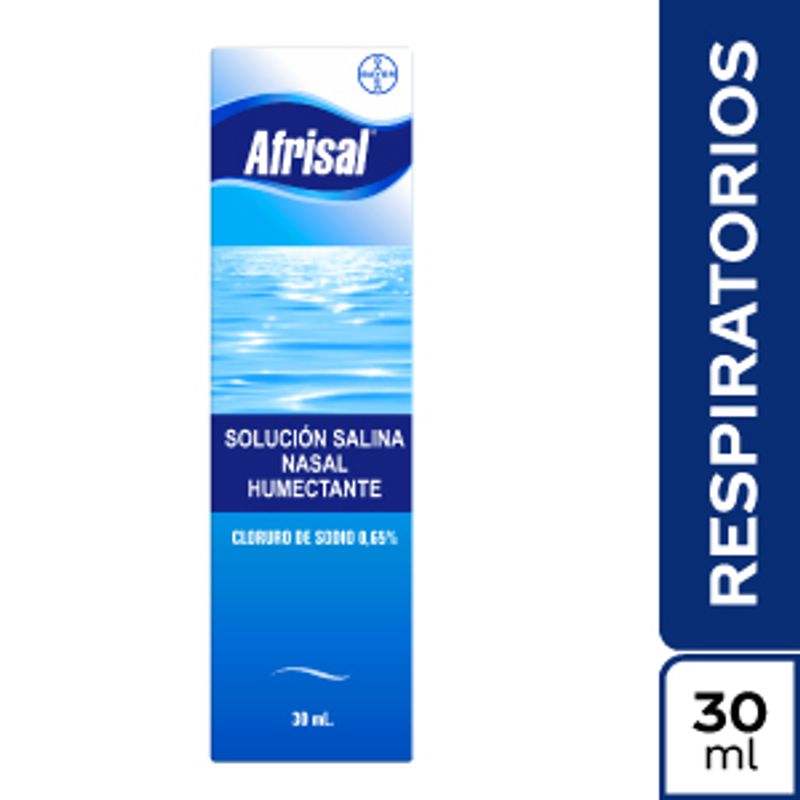 BAYER
Afrisal
SOLUCIÓN SALINA
NASAL
HUMECTANTE
CLORURO DE SODIO 0,65%
30 mL.
RESPIRATORIOS
30
ml